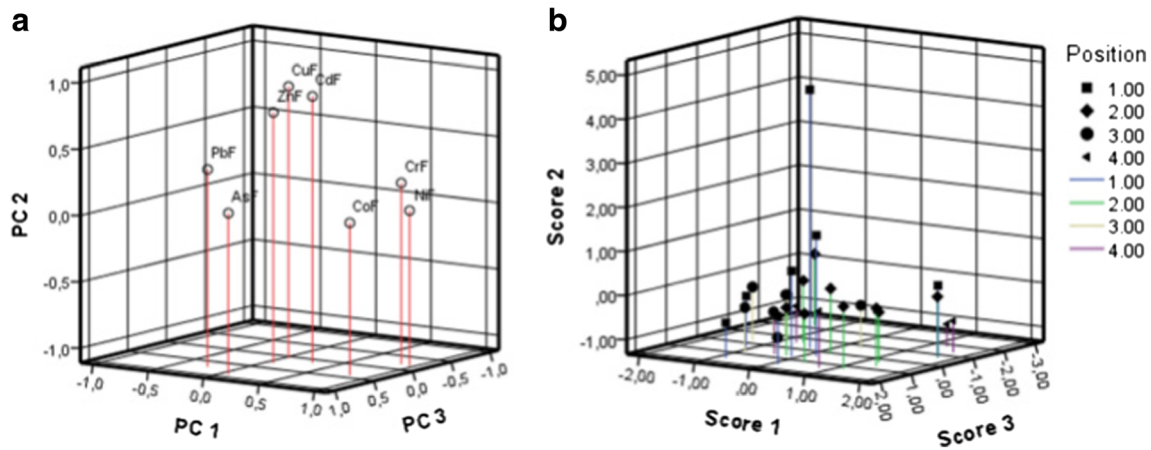 a
b
1,0
0,5
0,0
-0,5
-1,0
PC 2
CuF
CdF
ZnF
PbF
AsF
CrF
NiF
CoF
-1,0
-0,5
0,0
0,5
1,0
PC 1
1,0
0,5
0,0
-0,5
-1,0
PC 3
5,00
4,00
3,00
2,00
1,00
,00
-1,00
Score 2
-2,00
-1,00
,00
1,00
2,00
Score 1
2,00
1,00
,00
-1,00
-2,00
-3,00
Score 3
Position
1.00
2.00
3.00
4.00
1.00
2.00
3.00
4.00